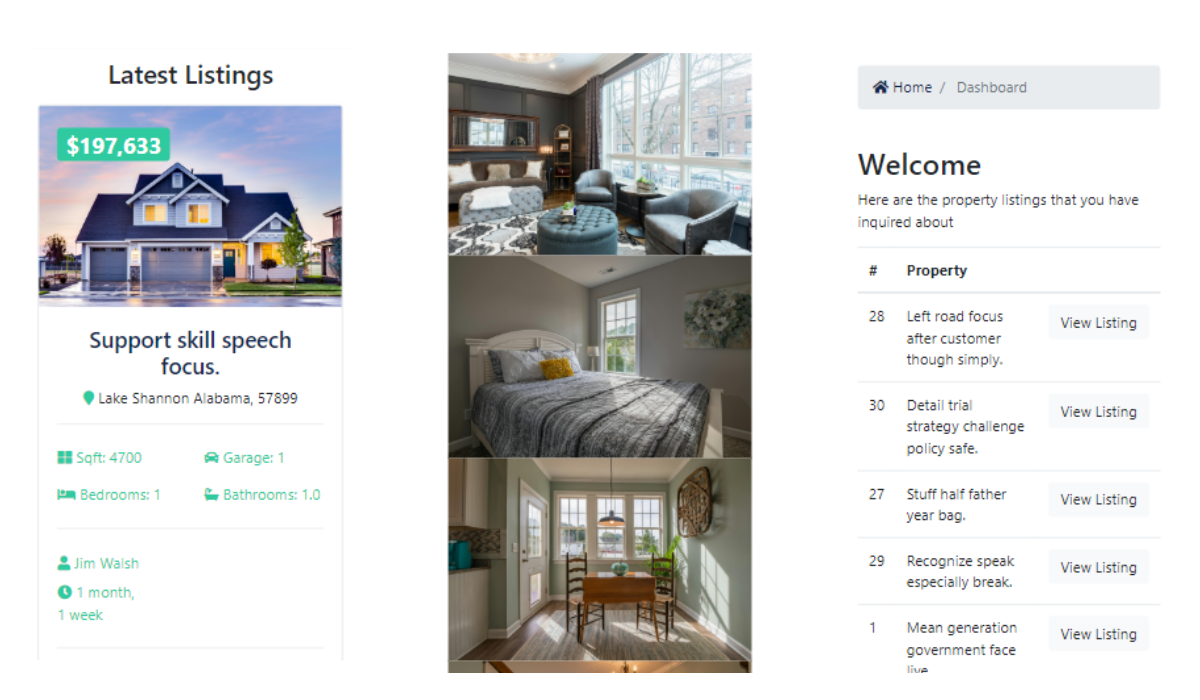 Latest Listings
$197,633
Support skill speech
focus.
Lake Shannon Alabama, 57899
Sqft: 4700
Garage: 1
Bedrooms: 1
Bathrooms: 1.0
Jim Walsh
1 month,
1 week
Home / Dashboard
Welcome
Here are the property listings that you have
inquired about
# Property
28 Left road focus View Listing
after customer
though simply.
30 Detail trial View Listing
strategy challenge
policy safe.
27 Stuff half father View Listing
year bag.
29 Recognize speak View Listing
especially break.
1 Mean generation View Listing
government face
live